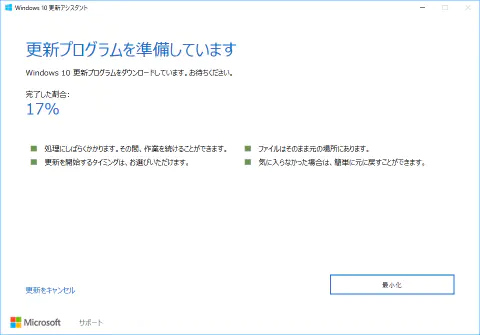 Windows 10 更新アシスタント
更新プログラムを準備しています
Windows 10 更新プログラムをダウンロードしています。お待ちください。
完了した割合:
17%
処理にしばらくかかります。その間、作業を続けることができます。
ファイルはそのまま元の場所にあります。
更新を開始するタイミングは、お選びいただけます。
気に入らなかった場合は、簡単に元に戻すことができます。
更新をキャンセル
最小化
Microsoft
サポート